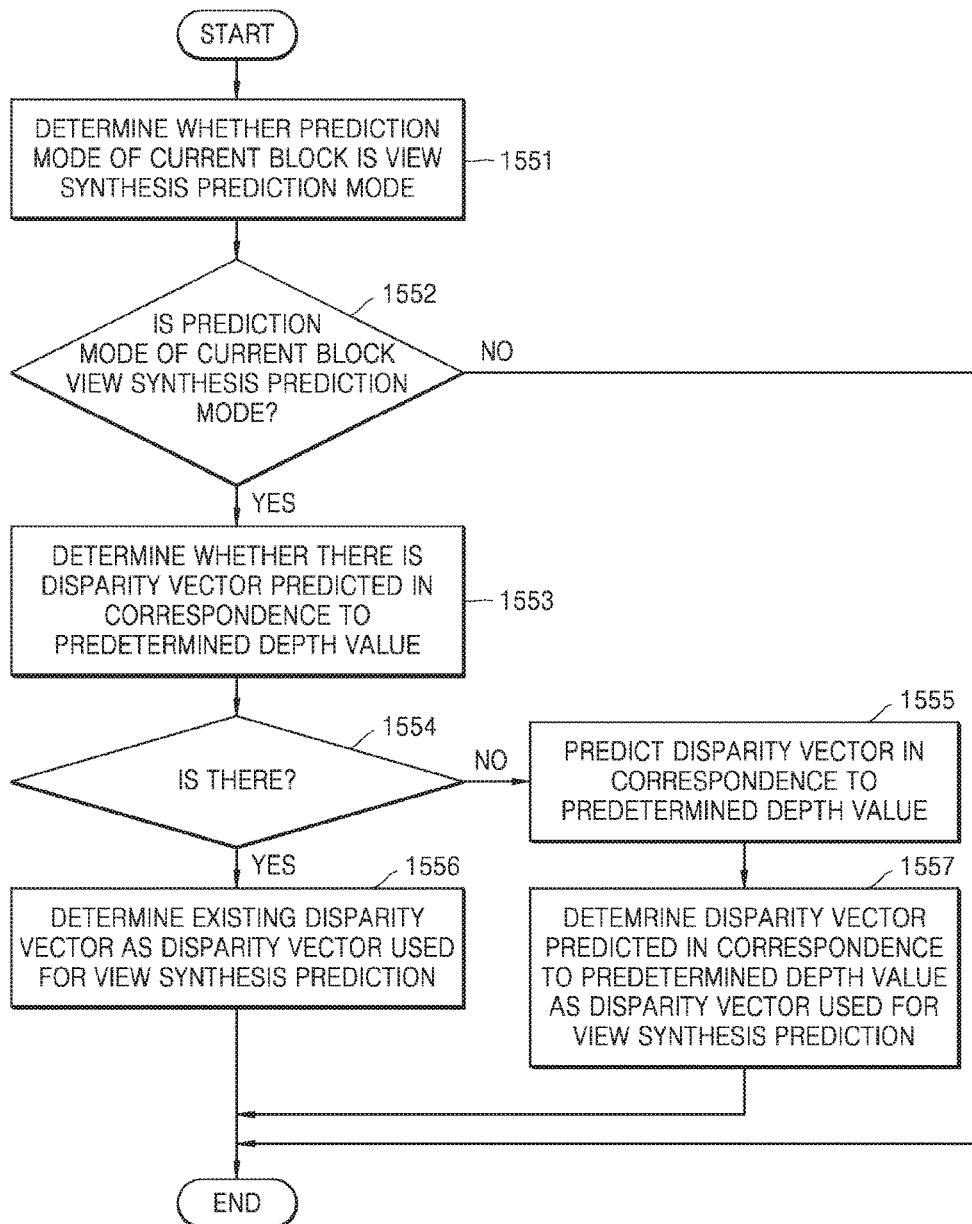 START
DETERMINE WHETHER PREDICTION
MODE OF CURRENT BLOCK IS VIEW
SYNTHESIS PREDICTION MODE
1551
1552
IS PREDICTION
MODE OF CURRENT BLOCK
VIEW SYNTHESIS PREDICTION
MODE?
NO
YES
DETERMINE WHETHER THERE IS
DISPARITY VECTOR PREDICTED IN
CORRESPONDENCE TO
PREDETERMINED DEPTH VALUE
1553
1554
IS THERE?
NO
YES
1555
PREDICT DISPARITY VECTOR IN
CORRESPONDENCE TO
PREDETERMINED DEPTH VALUE
1556
DETERMINE EXISTING DISPARITY
VECTOR AS DISPARITY VECTOR USED
FOR VIEW SYNTHESIS PREDICTION
1557
DETEMRINE DISPARITY VECTOR
PREDICTED IN CORRESPONDENCE
TO PREDETERMINED DEPTH VALUE
AS DISPARITY VECTOR USED FOR
VIEW SYNTHESIS PREDICTION
END